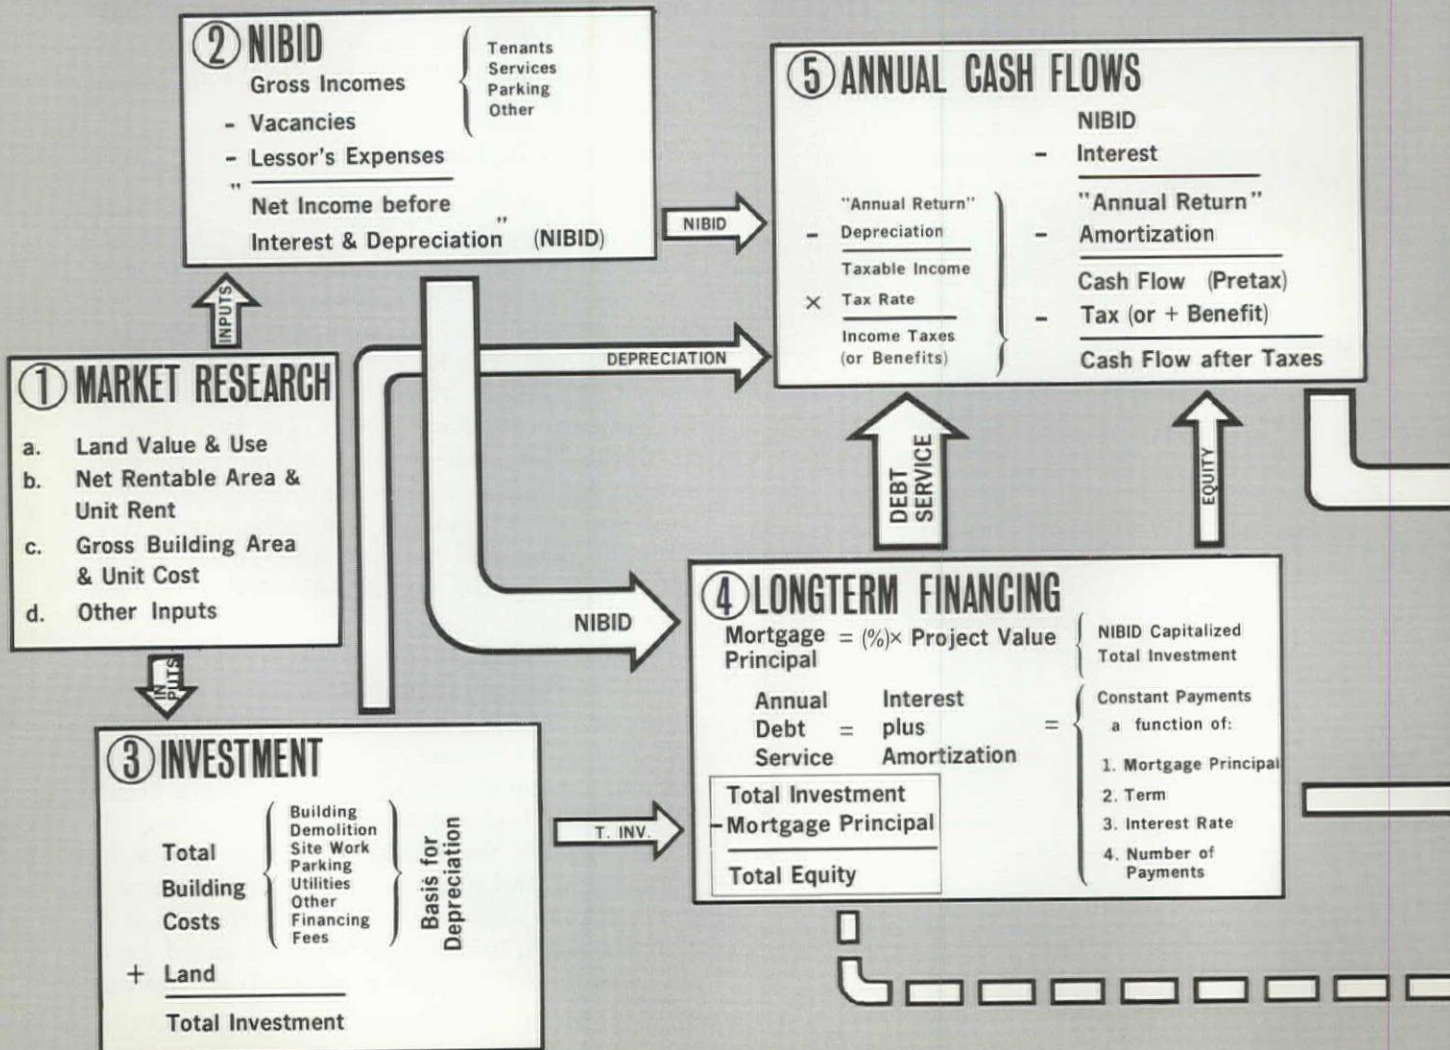 ② NIBID
Gross Incomes
Tenants
Services
Parking
Other
- Vacancies
- Lessor's Expenses
"Net Income before
Interest & Depreciation" (NIBID)
NIBID
INPUTS
① MARKET RESEARCH
a. Land Value & Use
b. Net Rentable Area &
Unit Rent
c. Gross Building Area
& Unit Cost
d. Other Inputs
INPUTS
③ INVESTMENT
Total
Building
Costs
Building
Demolition
Site Work
Parking
Utilities
Other
Financing
Fees
Basis for
Depreciation
+ Land
Total Investment
DEPRECIATION
NIBID
T. INV.
④ LONGTERM FINANCING
Mortgage = (%)× Project Value
Principal
NIBID Capitalized
Total Investment
Annual Interest
Debt = plus =
Service Amortization
Constant Payments
a function of:
1. Mortgage Principal
2. Term
3. Interest Rate
4. Number of
Payments
Total Investment
- Mortgage Principal
Total Equity
DEBT
SERVICE
EQUITY
⑤ ANNUAL CASH FLOWS
"Annual Return"
- Depreciation
Taxable Income
× Tax Rate
Income Taxes
(or Benefits)
NIBID
- Interest
"Annual Return"
- Amortization
Cash Flow (Pretax)
- Tax (or + Benefit)
Cash Flow after Taxes